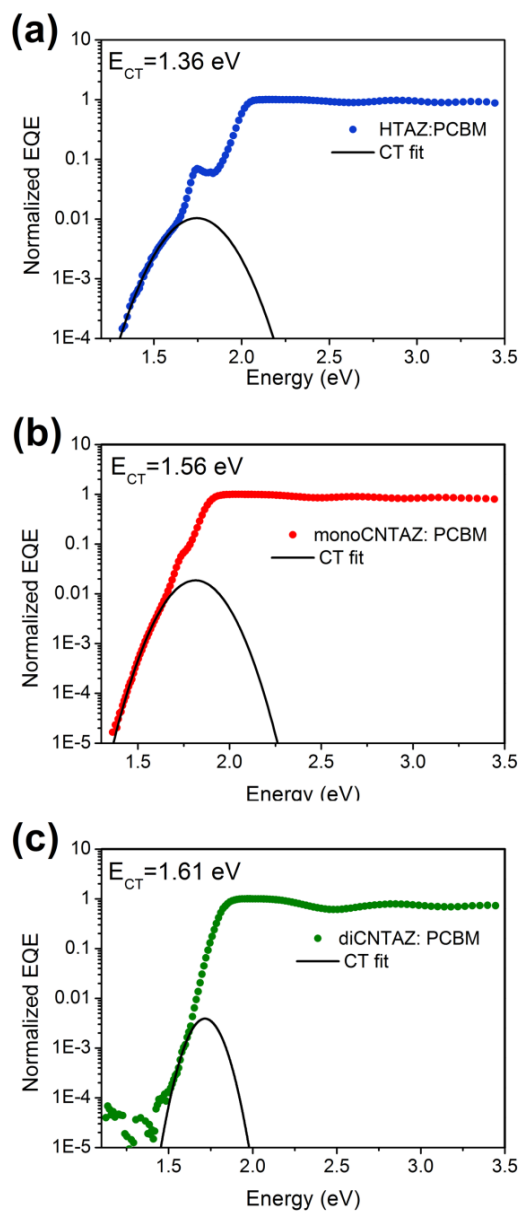 (a)
E_CT=1.36 eV
10
1
0.1
0.01
1E-3
1E-4
Normalized EQE
HTAZ:PCBM
CT fit
1.5 2.0 2.5 3.0 3.5
Energy (eV)
(b)
E_CT=1.56 eV
10
1
0.1
0.01
1E-3
1E-4
1E-5
Normalized EQE
monoCNTAZ: PCBM
CT fit
1.5 2.0 2.5 3.0 3.5
Energy (eV)
(c)
E_CT=1.61 eV
10
1
0.1
0.01
1E-3
1E-4
1E-5
Normalized EQE
diCNTAZ: PCBM
CT fit
1.5 2.0 2.5 3.0 3.5
Energy (eV)